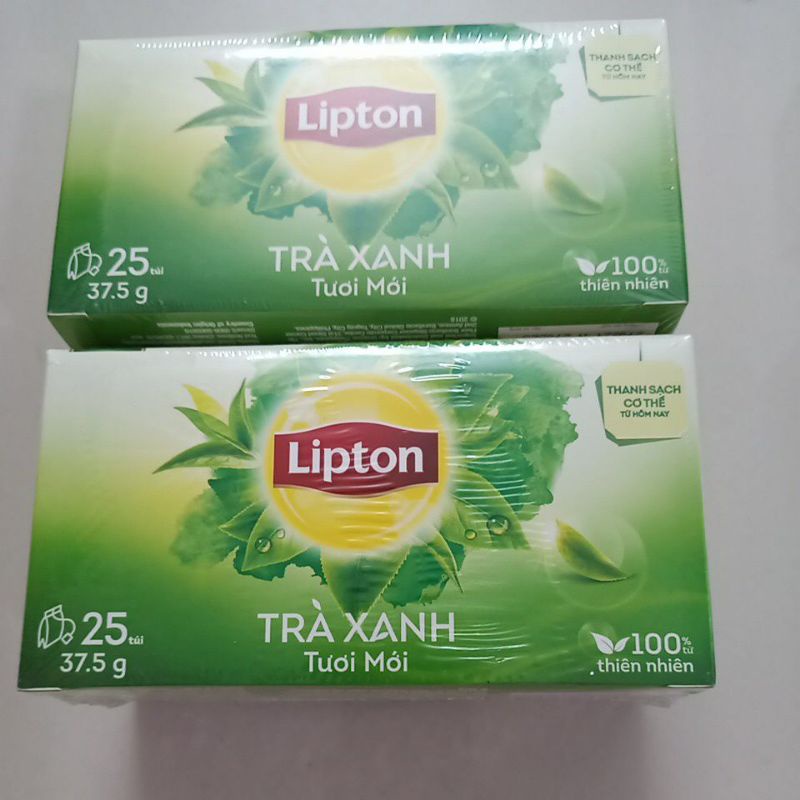 THANH SẠCH
CƠ THỂ
TỪ HÔM NAY
Lipton
TRÀ XANH
Tươi Mới
25 túi
37.5 g
100% từ
thiên nhiên
© 2018
THANH SẠCH
CƠ THỂ
TỪ HÔM NAY
Lipton
TRÀ XANH
Tươi Mới
25 túi
37.5 g
100% từ
thiên nhiên